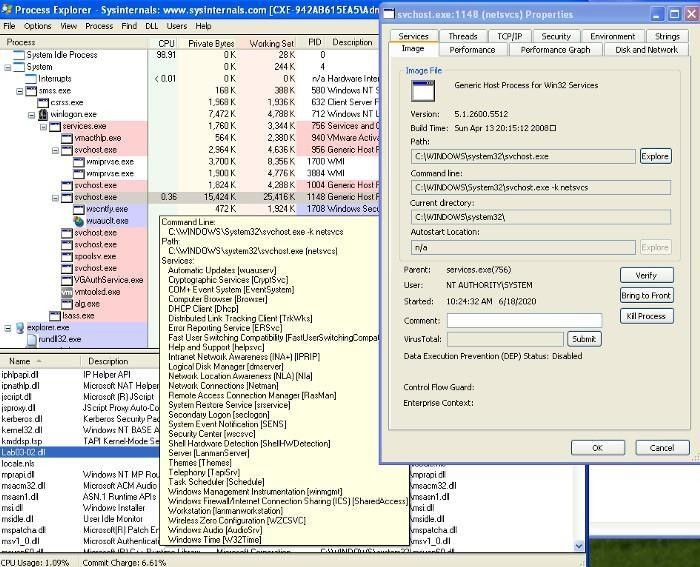 Process Explorer - Sysinternals: www.sysinternals.com [CXE-942AB615EA5\Adm
File Options View Process Find DLL Users Help
Process CPU Private Bytes Working Set PID Description
System Idle Process 98.91 0 K 28 K 0
System 0 K 244 K 4
Interrupts < 0.01 0 K 0 K n/a Hardware Inter
smss.exe 168 K 388 K 580 Windows NT S
csrss.exe 1,968 K 1,936 K 632 Client Server F
winlogon.exe 7,472 K 4,788 K 712 Windows NT L
services.exe 1,764 K 3,344 K 756 Services and C
vmacthlp.exe 564 K 2,380 K 940 VMware Activa
svchost.exe 2,964 K 4,636 K 956 Generic Host F
wmiprvse.exe 3,700 K 8,356 K 1700 WMI
wmiprvse.exe 1,900 K 4,776 K 3884 WMI
svchost.exe 1,824 K 4,288 K 1004 Generic Host F
svchost.exe 0.36 15,424 K 25,416 K 1148 Generic Host F
wscntfy.exe 472 K 1,924 K 1708 Windows Secu
wuauclt.exe
svchost.exe
svchost.exe
spoolsv.exe
svchost.exe
VGAuthService.exe
vmtoolsd.exe
alg.exe
lsass.exe
explorer.exe
rundll32.exe
Command Line:
C:\WINDOWS\System32\svchost.exe -k netsvcs
Path:
C:\WINDOWS\system32\svchost.exe (netsvcs)
Services:
Automatic Updates [wuauserv]
Cryptographic Services [CryptSvc]
COM+ Event System [EventSystem]
Computer Browser [Browser]
DHCP Client [Dhcp]
Distributed Link Tracking Client [TrkWks]
Error Reporting Service [ERSvc]
Fast User Switching Compatibility [FastUserSwitchingCompat
Help and Support [helpsvc]
Intranet Network Awareness (INA+) [IPRIP]
Logical Disk Manager [dmserver]
Network Location Awareness (NLA) [Nla]
Network Connections [Netman]
Remote Access Connection Manager [RasMan]
System Restore Service [srservice]
Secondary Logon [seclogon]
System Event Notification [SENS]
Security Center [wscsvc]
Shell Hardware Detection [ShellHWDetection]
Server [LanmanServer]
Themes [Themes]
Telephony [TapiSrv]
Task Scheduler [Schedule]
Windows Management Instrumentation [winmgmt]
Windows Firewall/Internet Connection Sharing (ICS) [SharedAccess]
Workstation [lanmanworkstation]
Wireless Zero Configuration [WZCSVC]
Windows Audio [AudioSrv]
Windows Time [W32Time]
Name Description
iphlpapi.dll IP Helper API
ipnathlp.dll Microsoft NAT Helper
jscript.dll Microsoft (R) JScript
jsproxy.dll JScript Proxy Auto-Co
kerberos.dll Kerberos Security Pac
kernel32.dll Windows NT BASE A
kmddsp.tsp TAPI Kernel-Mode Se
Lab03-02.dll
locale.nls
mprapi.dll Windows NT MP Rou
msacm32.dll Microsoft ACM Audio
msasn1.dll ASN.1 Runtime APIs
msi.dll Windows Installer
msidle.dll User Idle Monitor
mspatcha.dll Microsoft(R) Patch En
msv1_0.dll Microsoft Authenticat
CPU Usage: 1.09% Commit Charge: 6.61%
svchost.exe:1148 (netsvcs) Properties
Services Threads TCP/IP Security Environment Strings
Image Performance Performance Graph Disk and Network
Image File
Generic Host Process for Win32 Services
Version: 5.1.2600.5512
Build Time: Sun Apr 13 20:15:12 2008
Path:
C:\WINDOWS\system32\svchost.exe Explore
Command line:
C:\WINDOWS\System32\svchost.exe -k netsvcs
Current directory:
C:\WINDOWS\system32\
Autostart Location:
n/a Explore
Parent: services.exe(756) Verify
User: NT AUTHORITY\SYSTEM
Started: 10:24:32 AM 6/18/2020 Bring to Front
Comment: Kill Process
VirusTotal: Submit
Data Execution Prevention (DEP) Status: Disabled
Control Flow Guard:
Enterprise Context:
OK Cancel